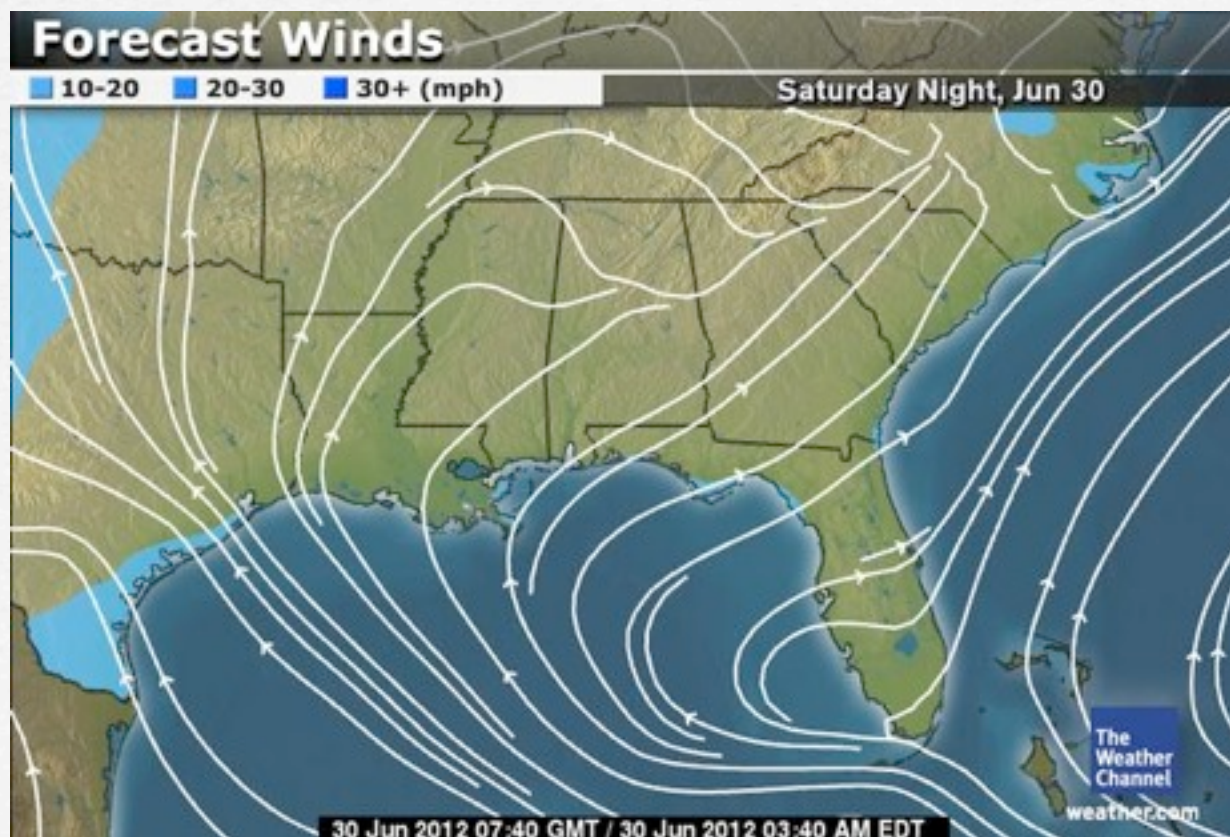 Forecast Winds
10-20 20-30 30+ (mph)
Saturday Night, Jun 30
The
Weather
Channel
weather.com
30 Jun 2012 07:40 GMT / 30 Jun 2012 03:40 AM EDT